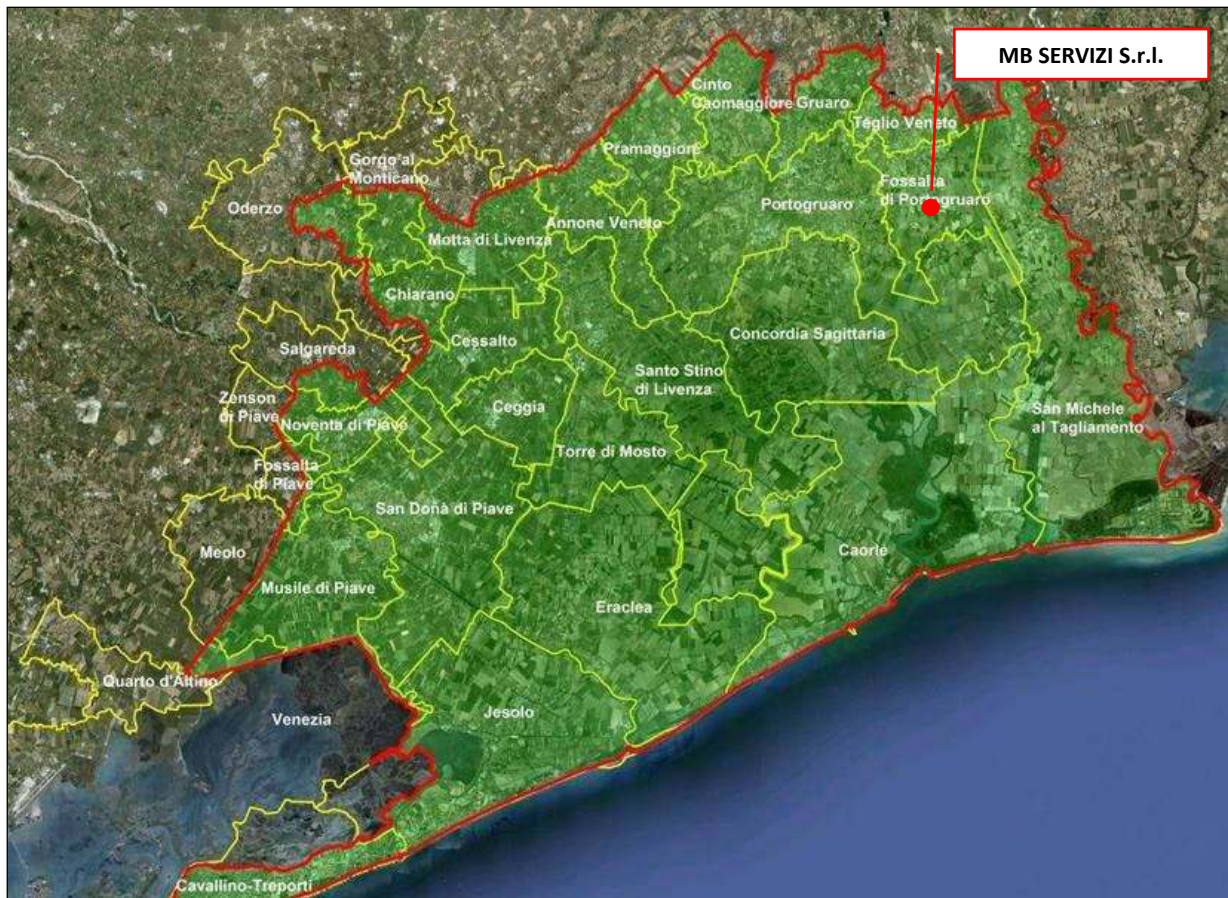 MB SERVIZI S.r.l.
Cinto
Caomaggiore
Gruaro
Teglio Veneto
Pramaggiore
Gorgo al
Monticano
Oderzo
Fossalta
di Portogruaro
Portogruaro
Annone Veneto
Motta di Livenza
Chiarano
Cessalto
Concordia Sagittaria
Salgareda
Santo Stino
di Livenza
Zenson
di Piave
Ceggia
Noventa di Piave
San Michele
al Tagliamento
Torre di Mosto
Fossalta
di Piave
San Donà di Piave
Meolo
Caorle
Musile di Piave
Eraclea
Quarto d'Altino
Jesolo
Venezia
Cavallino-Treporti